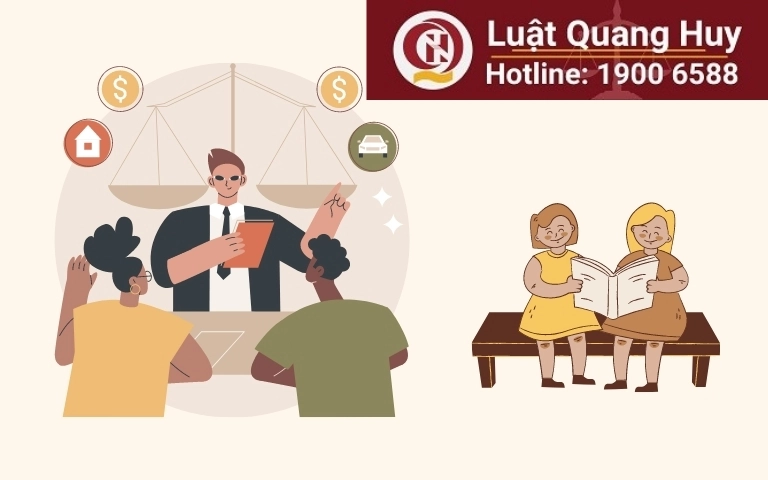 Luật Quang Huy
Hotline: 1900 6588
$
$